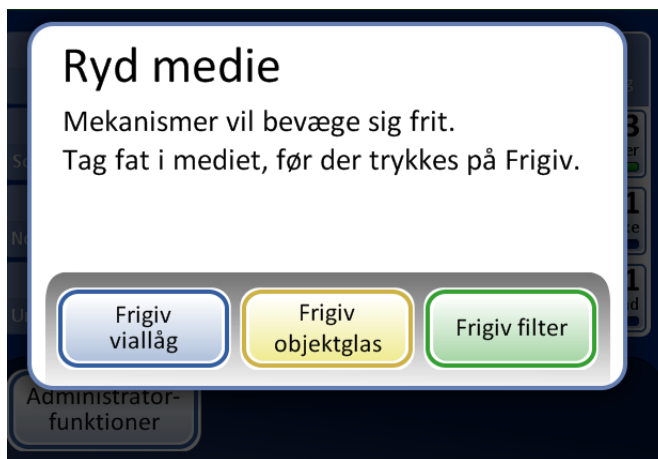 Ryd medie
Mekanismer vil bevæge sig frit.
Tag fat i mediet, før der trykkes på Frigiv.
Frigiv
viallåg
Frigiv
objektglas
Frigiv filter
Administrator-
funktioner